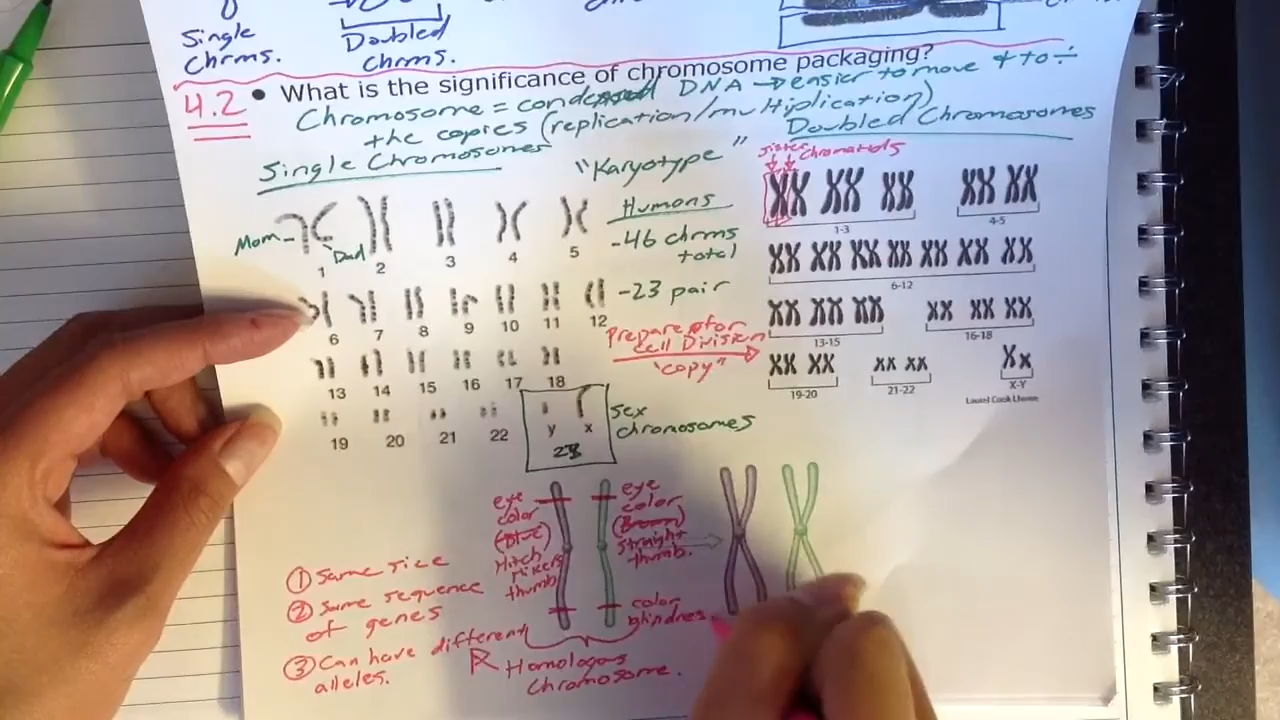 Single
Chrms.
Doubled
chrms.
4.2
• What is the significance of chromosome packaging?
Chromosome = condensed DNA → easier to move + to ÷
the copies (replication/multiplication)
Single Chromosomes
"Karyotype"
Doubled Chromosomes
sister chromatids
Mom-
Dad
1 2 3 4 5
Humans
-46 chrms
total
1-3 4-5
6 7 8 9 10 11 12
-23 pair
6-12
Prepare for
cell Division
"copy"
13-15 16-18
13 14 15 16 17 18
19-20 21-22 X-Y
19 20 21 22
y x
23
sex
chromosomes
eye
color
(Blue)
Hitch
Hikers
thumb
eye
color
(Brown)
straight
thumb.
color
blindness
① Same size
② Same sequence
of genes
③ Can have different
alleles.
Homologous
Chromosome.